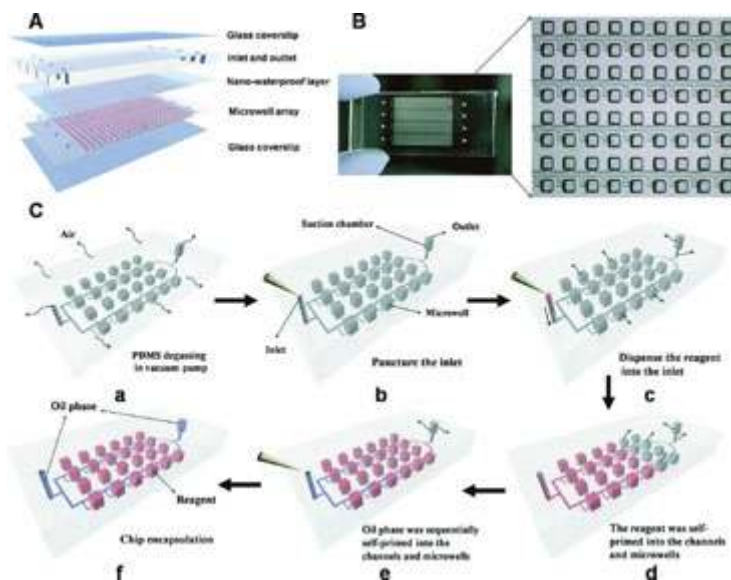 A
Glass coverslip
Inlet and outlet
Nano-waterproof layer
Microwell array
Glass coverslip
B
C
Air
PDMS degassing
in vacuum pump
a
Suction chamber
Outlet
Microwell
Inlet
Puncture the inlet
b
Dispense the reagent
into the inlet
c
Oil phase
Reagent
Chip encapsulation
f
Oil phase was sequentially
self-primed into the
channels and microwells
e
The reagent was self-
primed into the channels
and microwells
d